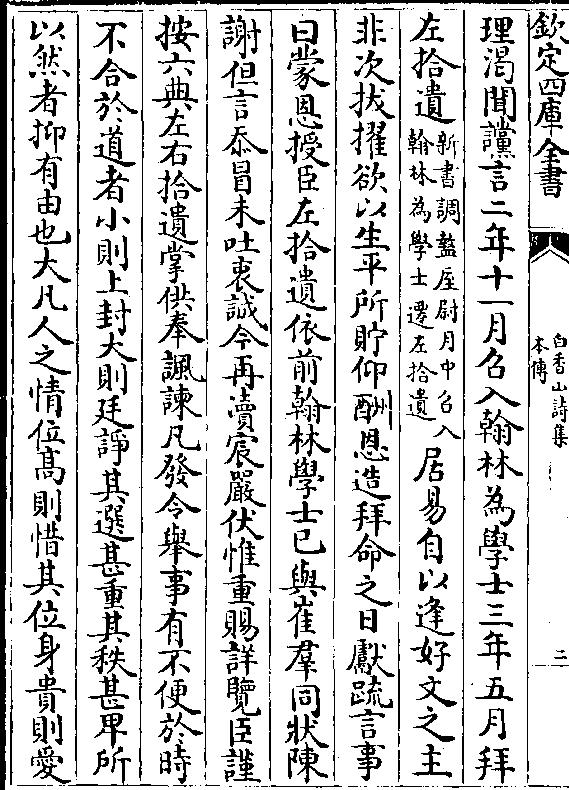 欽定四庫全書
白香山詩集
本傳
二
理渴聞讜言二年十一月召入翰林為學士三年五月拜
左拾遺新書調盩厔尉月中召入翰林為學士遷左拾遺居易自以逢好文之主
非次拔擢欲以生平所貯仰酬恩造拜命之日獻疏言事
曰蒙恩授臣左拾遺依前翰林學士已與崔羣同狀陳
謝但言忝冒未吐衷誠今再瀆宸嚴伏惟重賜詳覽臣謹
按六典左右拾遺掌供奉諷諫凡發令舉事有不便於時
不合於道者小則上封大則廷諍其選甚重其秩甚卑所
以然者抑有由也大凡人之情位高則惜其位身貴則愛